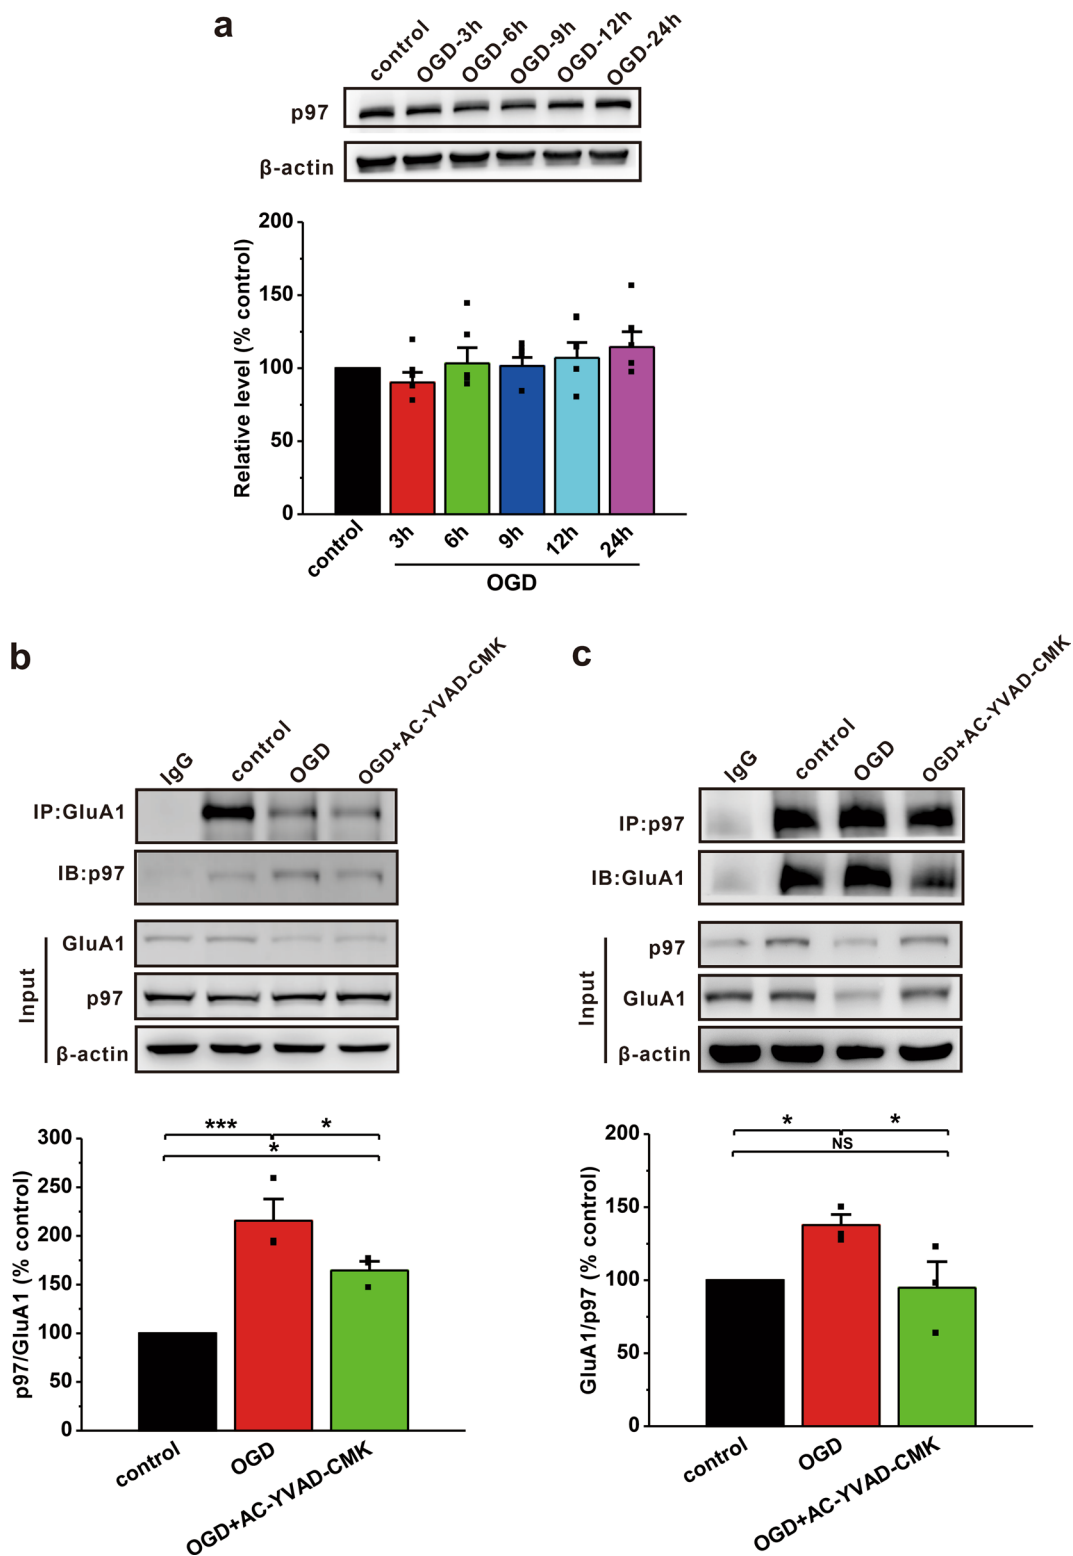 a
control OGD-3h OGD-6h OGD-9h OGD-12h OGD-24h
p97
β-actin
Relative level (% control)
200
150
100
50
0
control 3h 6h 9h 12h 24h
OGD
b
IgG control OGD OGD+AC-YVAD-CMK
IP:GluA1
IB:p97
Input
GluA1
p97
β-actin
*** *
*
p97/GluA1 (% control)
300
250
200
150
100
50
0
control OGD OGD+AC-YVAD-CMK
c
IgG control OGD OGD+AC-YVAD-CMK
IP:p97
IB:GluA1
Input
p97
GluA1
β-actin
* *
NS
GluA1/p97 (% control)
200
150
100
50
0
control OGD OGD+AC-YVAD-CMK